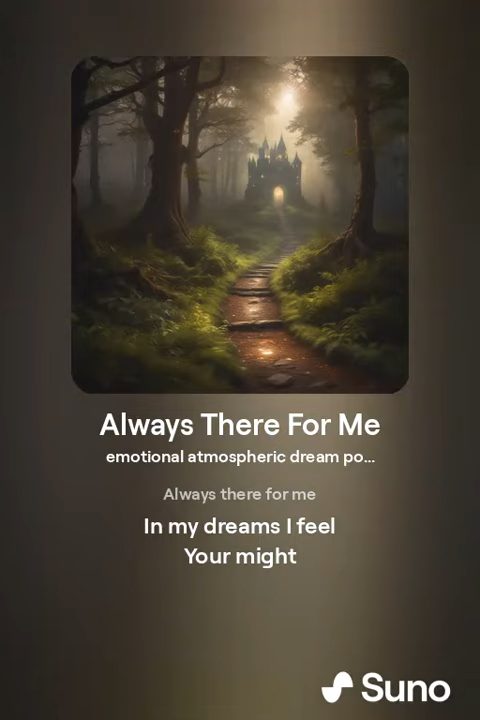 Always There For Me
emotional atmospheric dream po...
Always there for me
In my dreams I feel
Your might
Suno